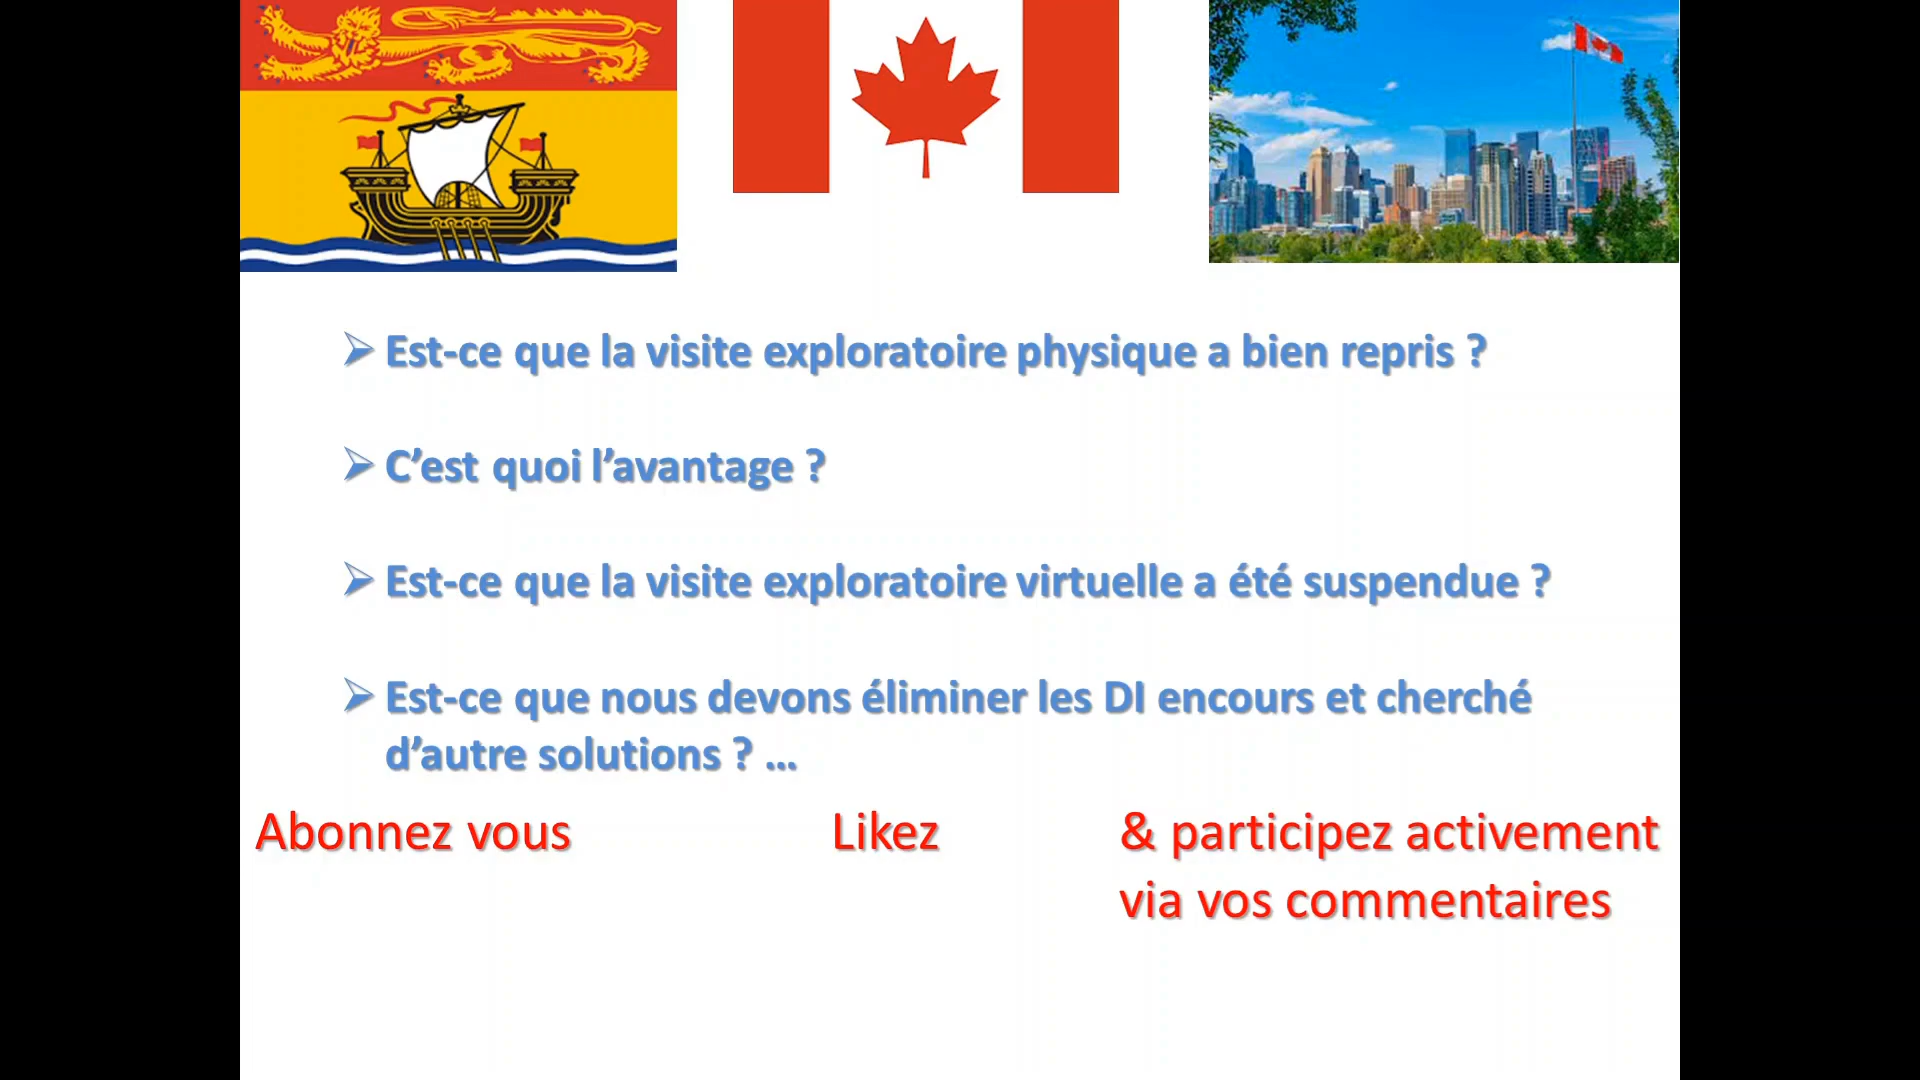 Est-ce que la visite exploratoire physique a bien repris ?
C’est quoi l’avantage ?
Est-ce que la visite exploratoire virtuelle a été suspendue ?
Est-ce que nous devons éliminer les DI encours et cherché
d’autre solutions ? ...
Abonnez vous
Likez
& participez activement
via vos commentaires